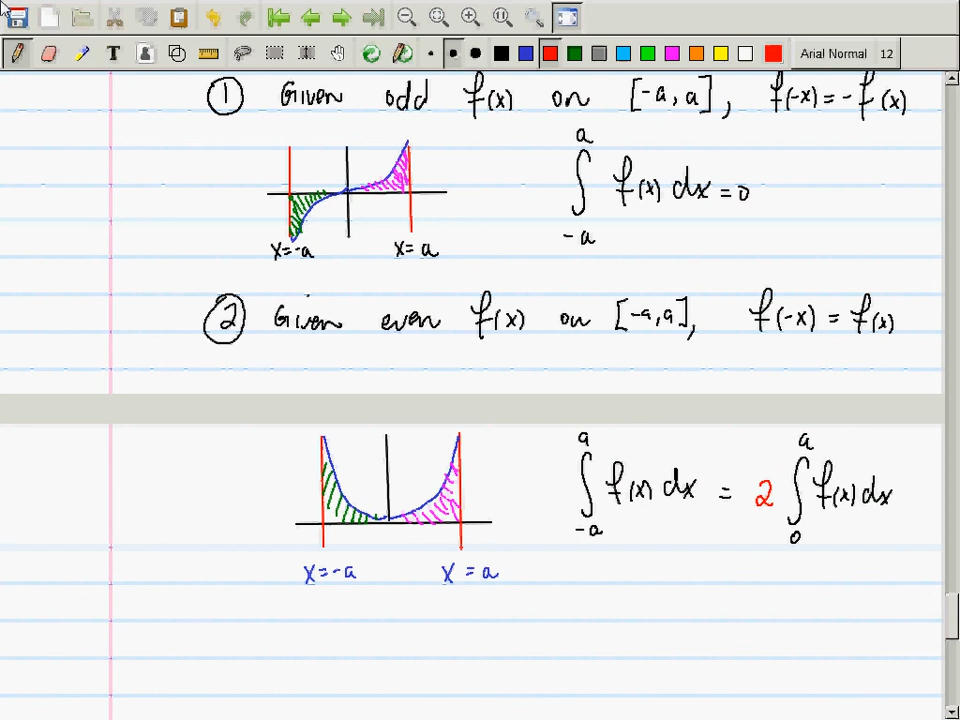 T Arial Normal 12
① Given odd f(x) on [-a, a], f(-x) = -f(x)
∫_{-a}^{a} f(x) dx = 0
x=-a x=a
② Given even f(x) on [-a, a], f(-x) = f(x)
∫_{-a}^{a} f(x) dx = 2 ∫_{0}^{a} f(x) dx
x=-a x=a